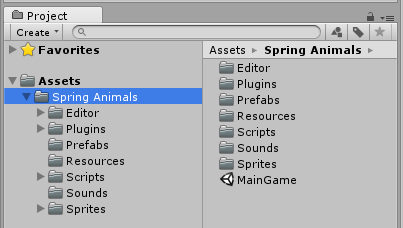 Project
Create
Favorites
Assets
Spring Animals
Editor
Plugins
Prefabs
Resources
Scripts
Sounds
Sprites
Assets Spring Animals
Editor
Plugins
Prefabs
Resources
Scripts
Sounds
Sprites
MainGame